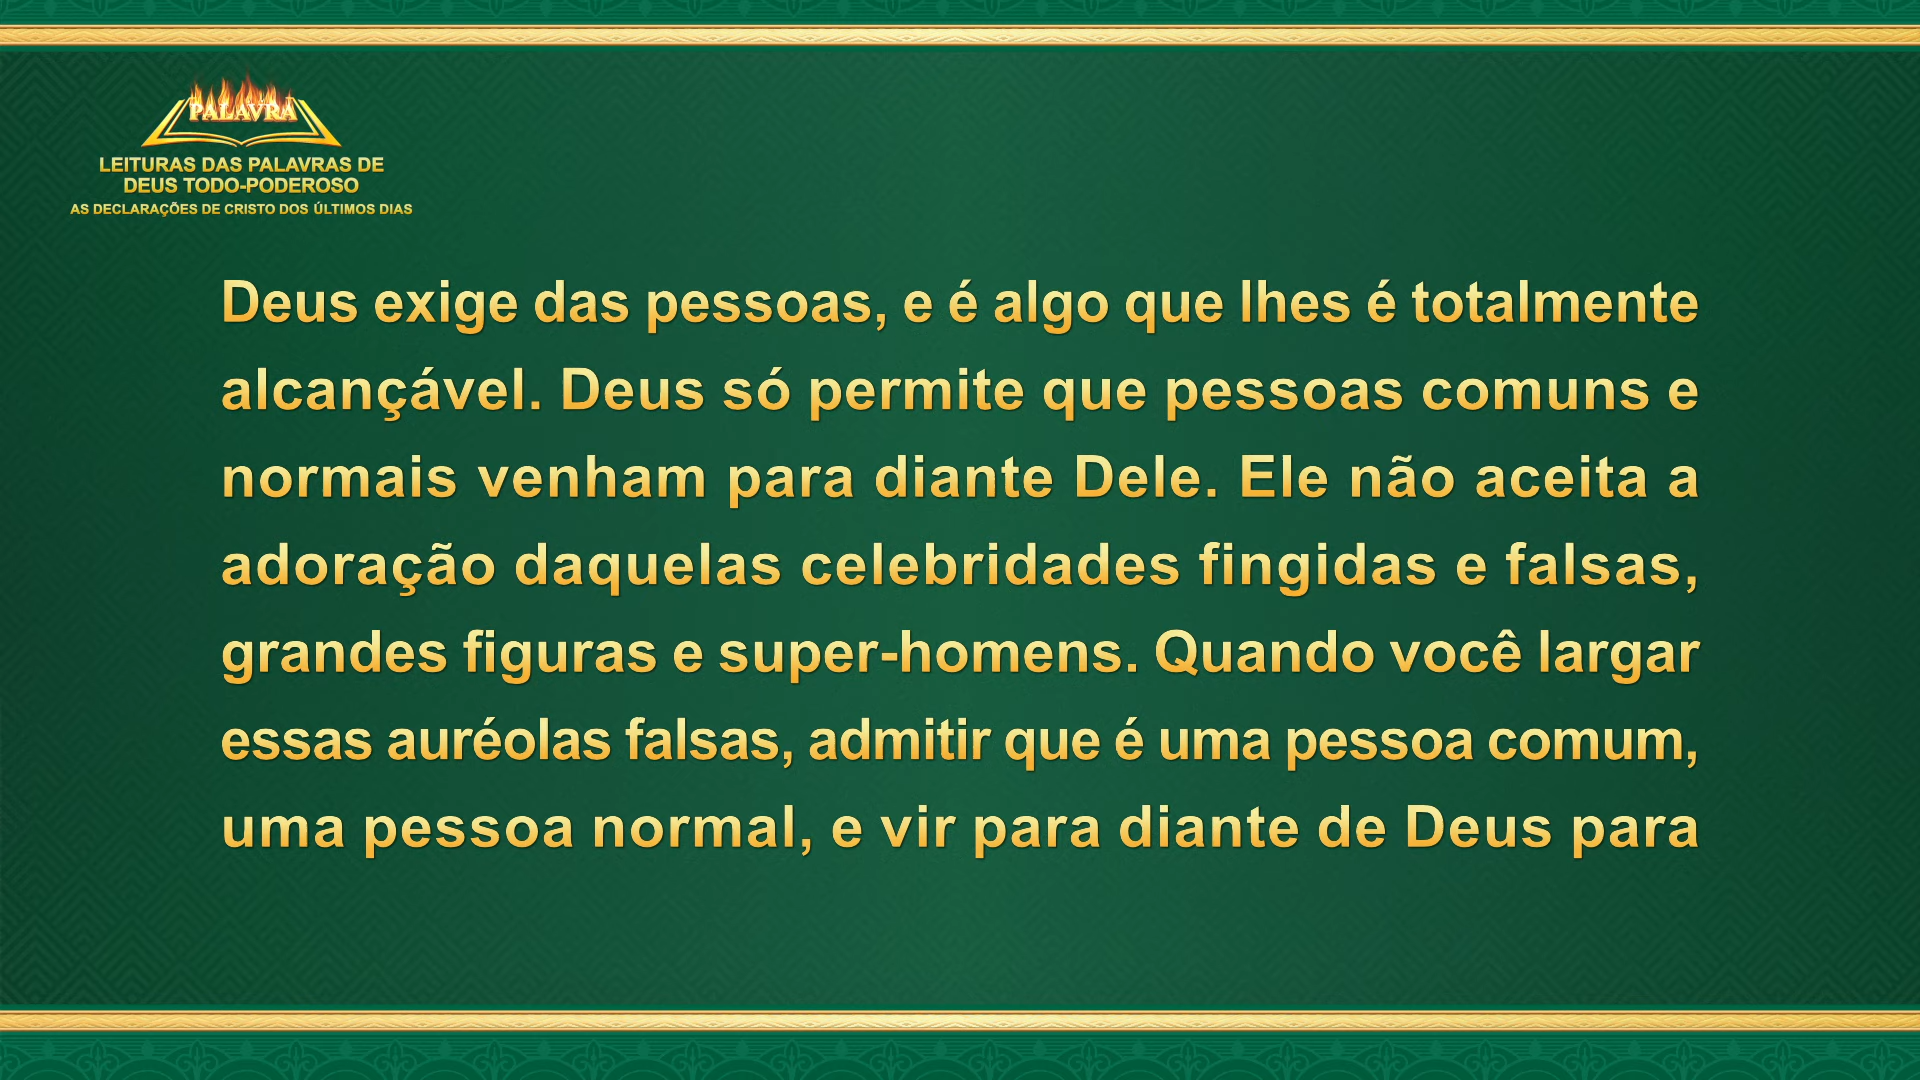 PALAVRA
LEITURAS DAS PALAVRAS DE
DEUS TODO-PODEROSO
AS DECLARAÇÕES DE CRISTO DOS ÚLTIMOS DIAS
Deus exige das pessoas, e é algo que lhes é totalmente
alcançável. Deus só permite que pessoas comuns e
normais venham para diante Dele. Ele não aceita a
adoração daquelas celebridades fingidas e falsas,
grandes figuras e super-homens. Quando você largar
essas auréolas falsas, admitir que é uma pessoa comum,
uma pessoa normal, e vir para diante de Deus para